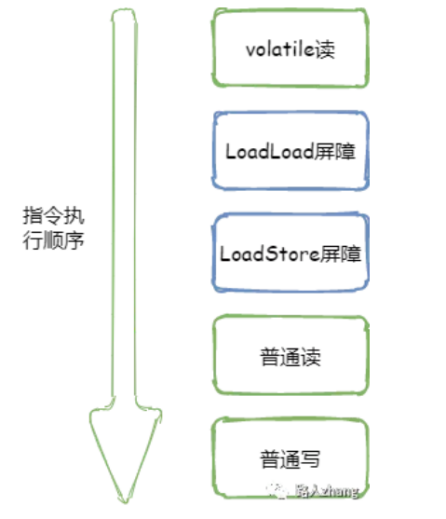 volatile读
LoadLoad屏障
指令执
行顺序
LoadStore屏障
普通读
普通写
路人zhang